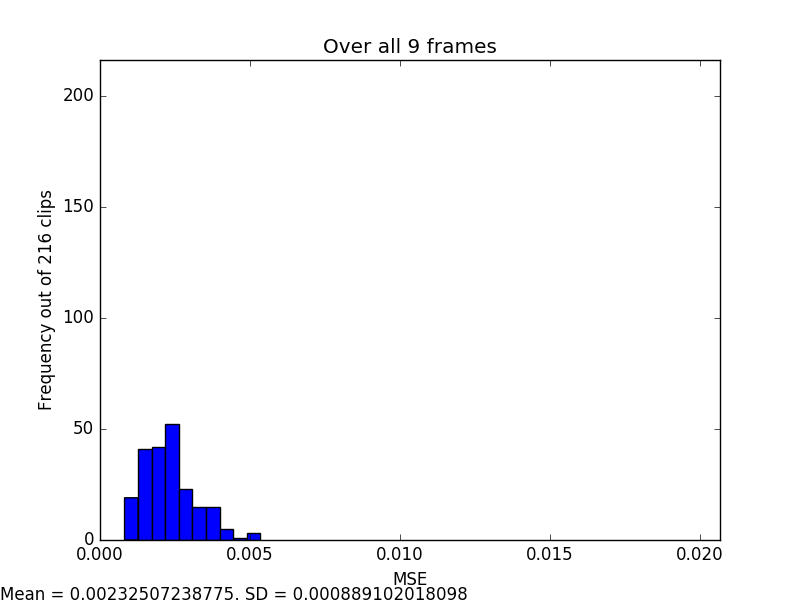 Over all 9 frames
Frequency out of 216 clips
200
150
100
50
0
0.000 0.005 0.010 0.015 0.020
MSE
Mean = 0.00232507238775. SD = 0.000889102018098